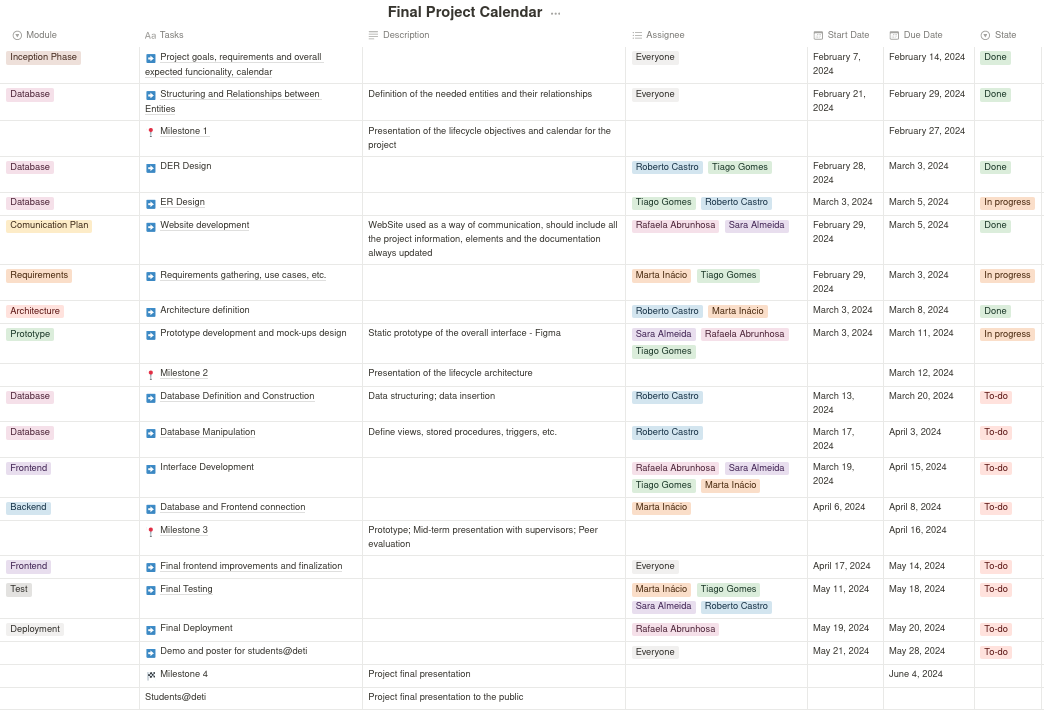 Final Project Calendar ...
Module Tasks Description Assignee Start Date Due Date State
Inception Phase Project goals, requirements and overall Everyone February 7, February 14, 2024 Done
expected funcionality, calendar 2024
Database Structuring and Relationships between Definition of the needed entities and their relationships Everyone February 21, February 29, 2024 Done
Entities 2024
Milestone 1 Presentation of the lifecycle objectives and calendar for the February 27, 2024
project
Database DER Design Roberto Castro Tiago Gomes February 28, March 3, 2024 Done
2024
Database ER Design Tiago Gomes Roberto Castro March 3, 2024 March 5, 2024 In progress
Comunication Plan Website development WebSite used as a way of communication, should include all Rafaela Abrunhosa Sara Almeida February 29, March 5, 2024 Done
the project information, elements and the documentation 2024
always updated
Requirements Requirements gathering, use cases, etc. Marta Inácio Tiago Gomes February 29, March 3, 2024 In progress
2024
Architecture Architecture definition Roberto Castro Marta Inácio March 3, 2024 March 8, 2024 Done
Prototype Prototype development and mock-ups design Static prototype of the overall interface - Figma Sara Almeida Rafaela Abrunhosa March 3, 2024 March 11, 2024 In progress
Tiago Gomes
Milestone 2 Presentation of the lifecycle architecture March 12, 2024
Database Database Definition and Construction Data structuring; data insertion Roberto Castro March 13, March 20, 2024 To-do
2024
Database Database Manipulation Define views, stored procedures, triggers, etc. Roberto Castro March 17, April 3, 2024 To-do
2024
Frontend Interface Development Rafaela Abrunhosa Sara Almeida March 19, April 15, 2024 To-do
Tiago Gomes Marta Inácio 2024
Backend Database and Frontend connection Marta Inácio April 6, 2024 April 8, 2024 To-do
Milestone 3 Prototype; Mid-term presentation with supervisors; Peer April 16, 2024
evaluation
Frontend Final frontend improvements and finalization Everyone April 17, 2024 May 14, 2024 To-do
Test Final Testing Marta Inácio Tiago Gomes May 11, 2024 May 18, 2024 To-do
Sara Almeida Roberto Castro
Deployment Final Deployment Rafaela Abrunhosa May 19, 2024 May 20, 2024 To-do
Demo and poster for students@deti Everyone May 21, 2024 May 28, 2024 To-do
Milestone 4 Project final presentation June 4, 2024
Students@deti Project final presentation to the public